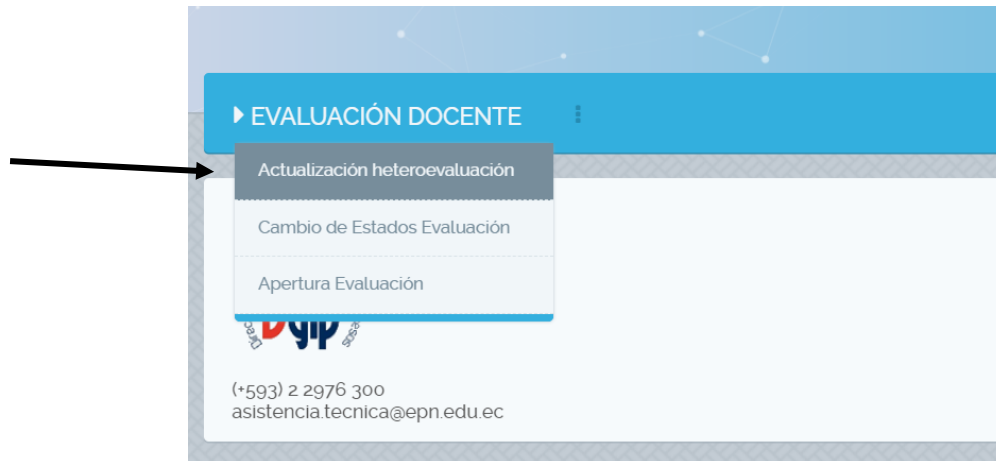 EVALUACIÓN DOCENTE
Actualización heteroevaluación
Cambio de Estados Evaluación
Apertura Evaluación
(+593) 2 2976 300
asistencia.tecnica@epn.edu.ec